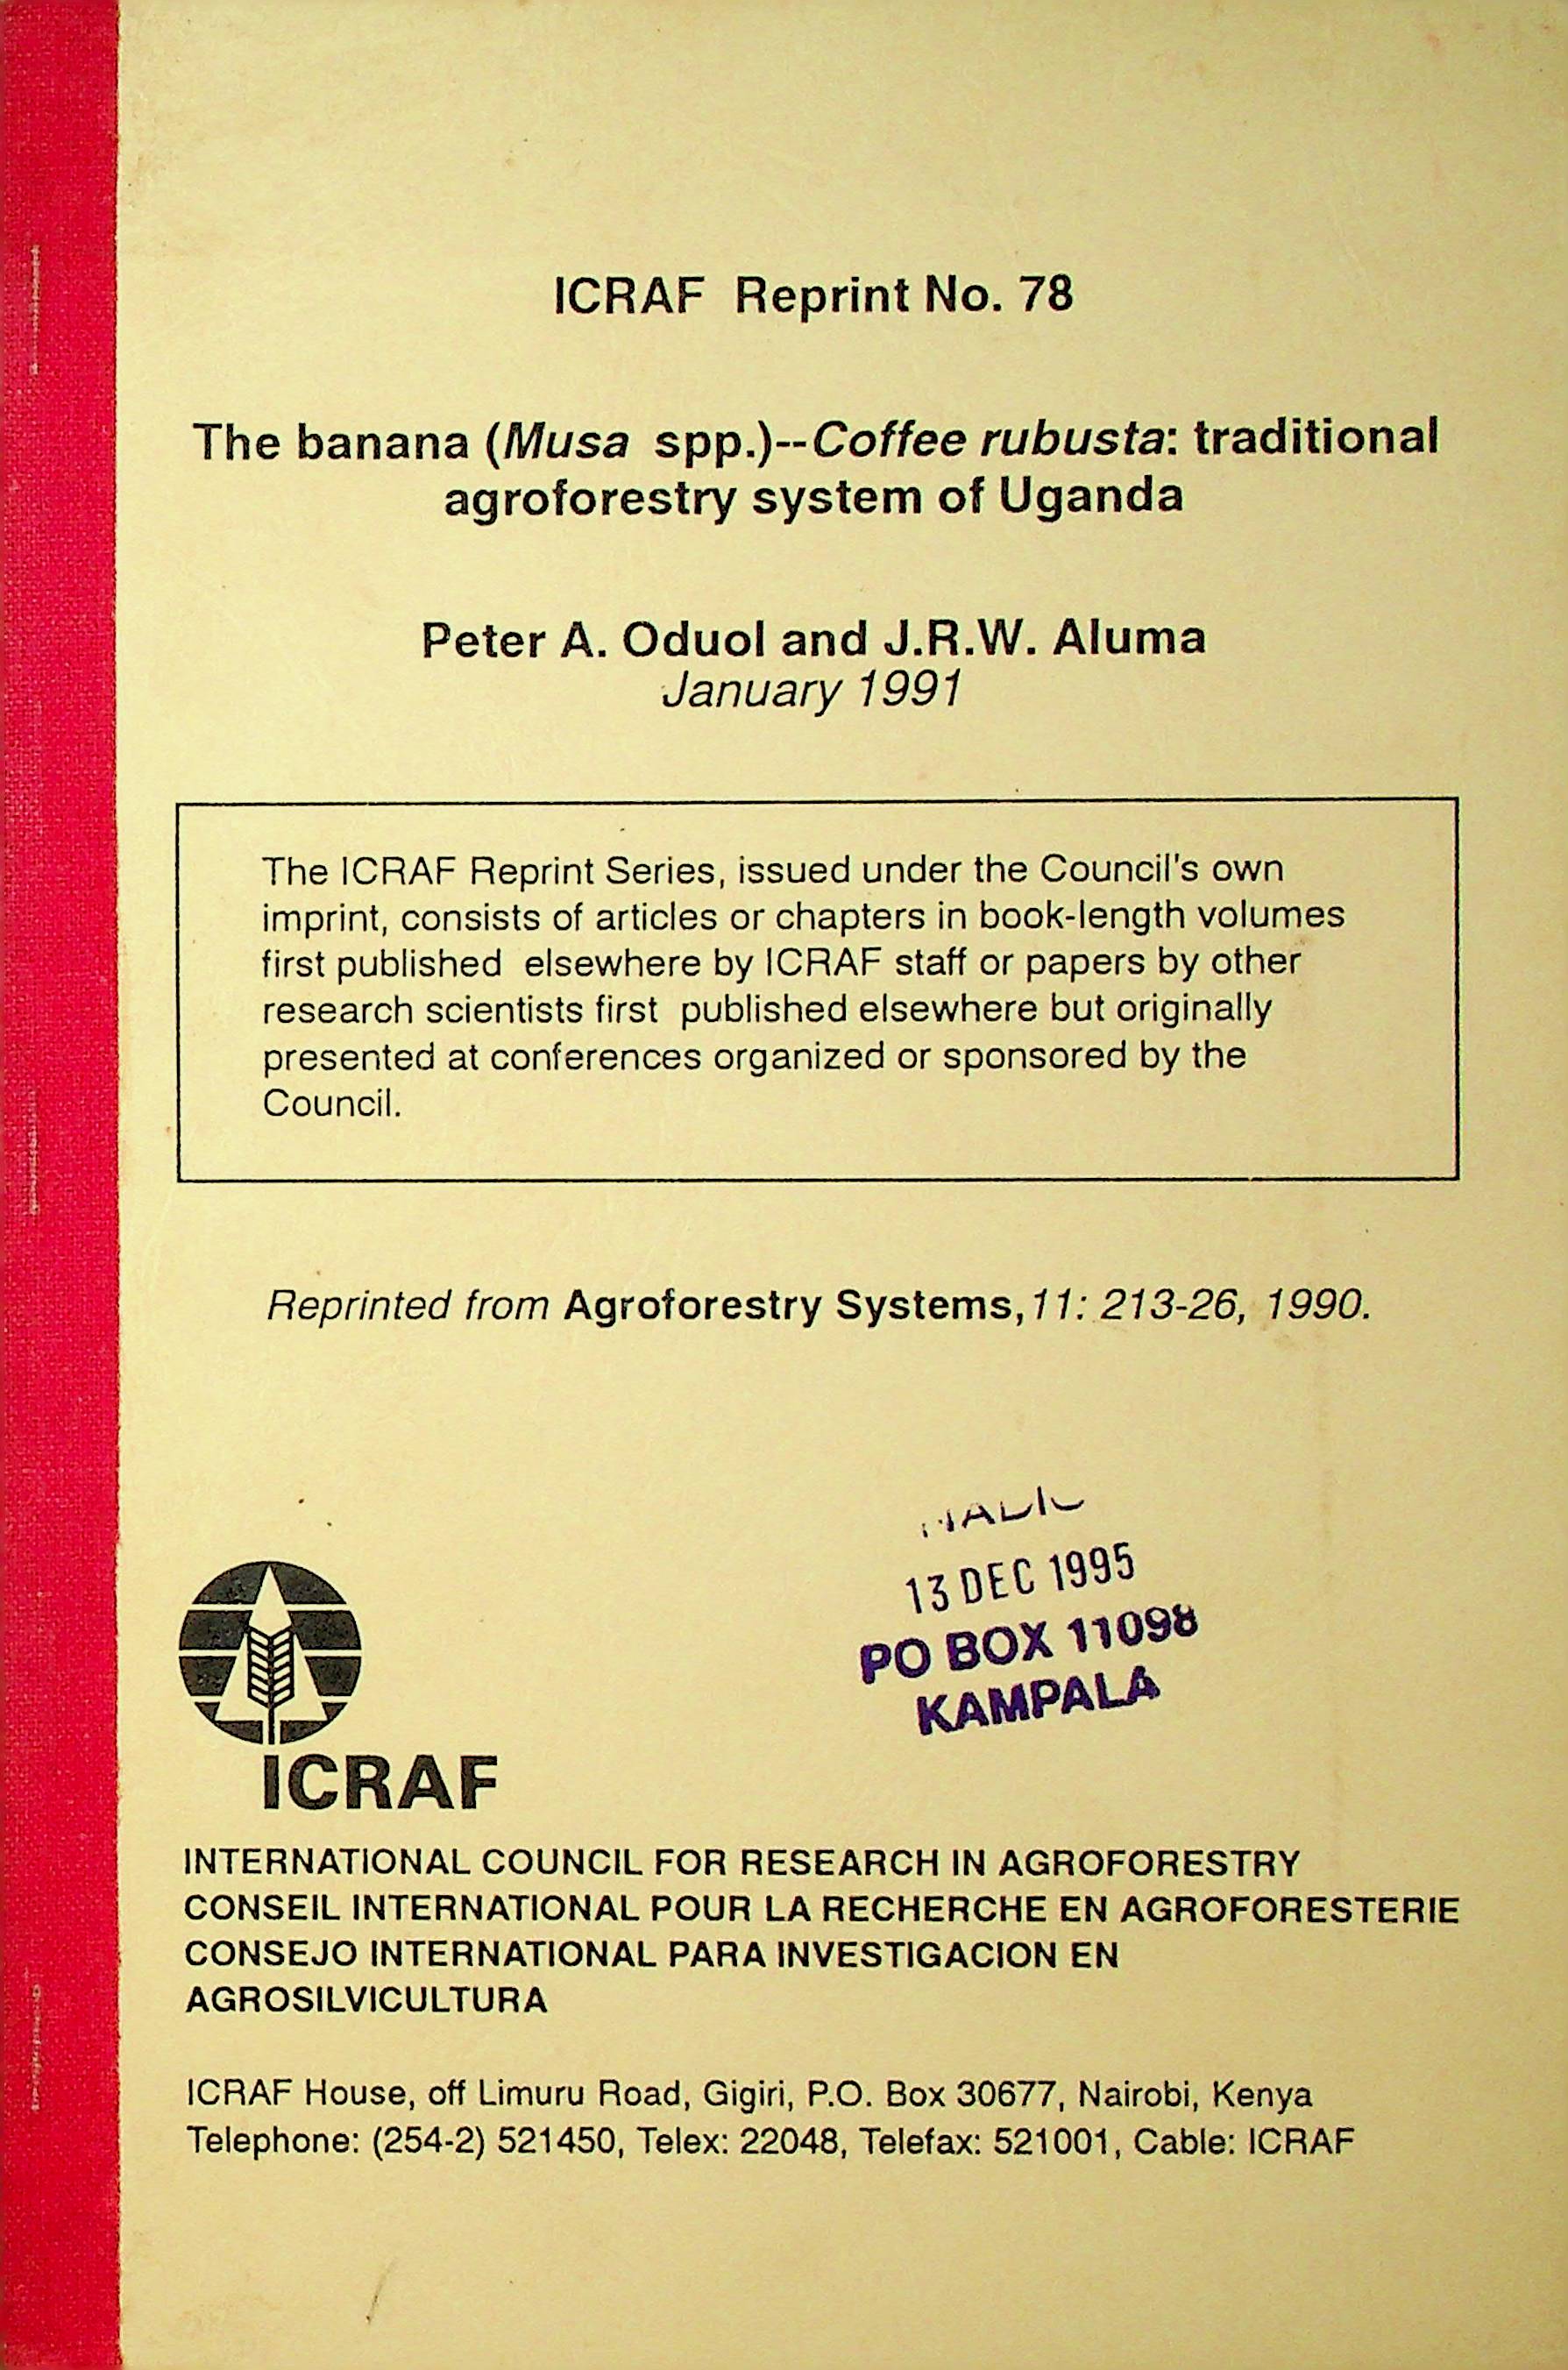 ICRAF Reprint No. 78
The banana (Musa spp.)--Coffee rubusta: traditional
agroforestry system of Uganda
Peter A. Oduol and J.R.W. Aluma
January 1991
The ICRAF Reprint Series, issued under the Council's own
imprint, consists of articles or chapters in book-length volumes
first published elsewhere by ICRAF staff or papers by other
research scientists first published elsewhere but originally
presented at conferences organized or sponsored by the
Council.
Reprinted from Agroforestry Systems, 11: 213-26, 1990.
13 DEC 1995
PO BOX 11098
KAMPALA
ICRAF
INTERNATIONAL COUNCIL FOR RESEARCH IN AGROFORESTRY
CONSEIL INTERNATIONAL POUR LA RECHERCHE EN AGROFORESTERIE
CONSEJO INTERNATIONAL PARA INVESTIGACION EN
AGROSILVICULTURA
ICRAF House, off Limuru Road, Gigiri, P.O. Box 30677, Nairobi, Kenya
Telephone: (254-2) 521450, Telex: 22048, Telefax: 521001, Cable: ICRAF